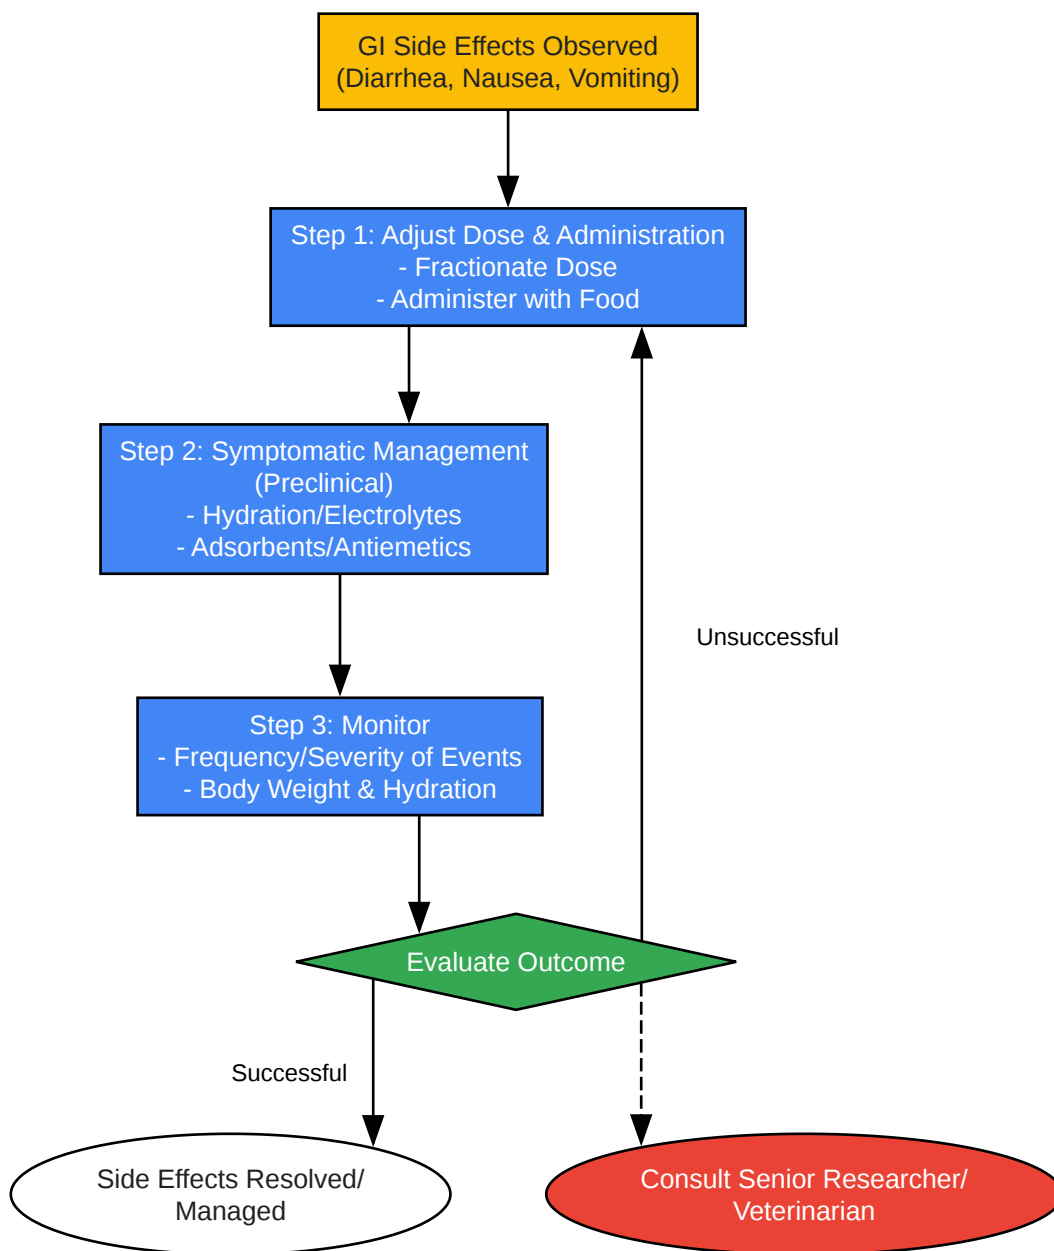 GI Side Effects Observed
(Diarrhea, Nausea, Vomiting)
Step 1: Adjust Dose & Administration
- Fractionate Dose
- Administer with Food
Step 2: Symptomatic Management
(Preclinical)
- Hydration/Electrolytes
- Adsorbents/Antiemetics
Unsuccessful
Step 3: Monitor
- Frequency/Severity of Events
- Body Weight & Hydration
Evaluate Outcome
Successful
Side Effects Resolved/
Managed
Consult Senior Researcher/
Veterinarian